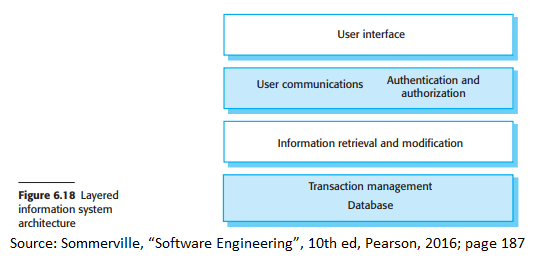 User interface
User communications
Authentication and
authorization
Information retrieval and modification
Transaction management
Database
Figure 6.18 Layered
information system
architecture
Source: Sommerville, “Software Engineering”, 10th ed, Pearson, 2016; page 187